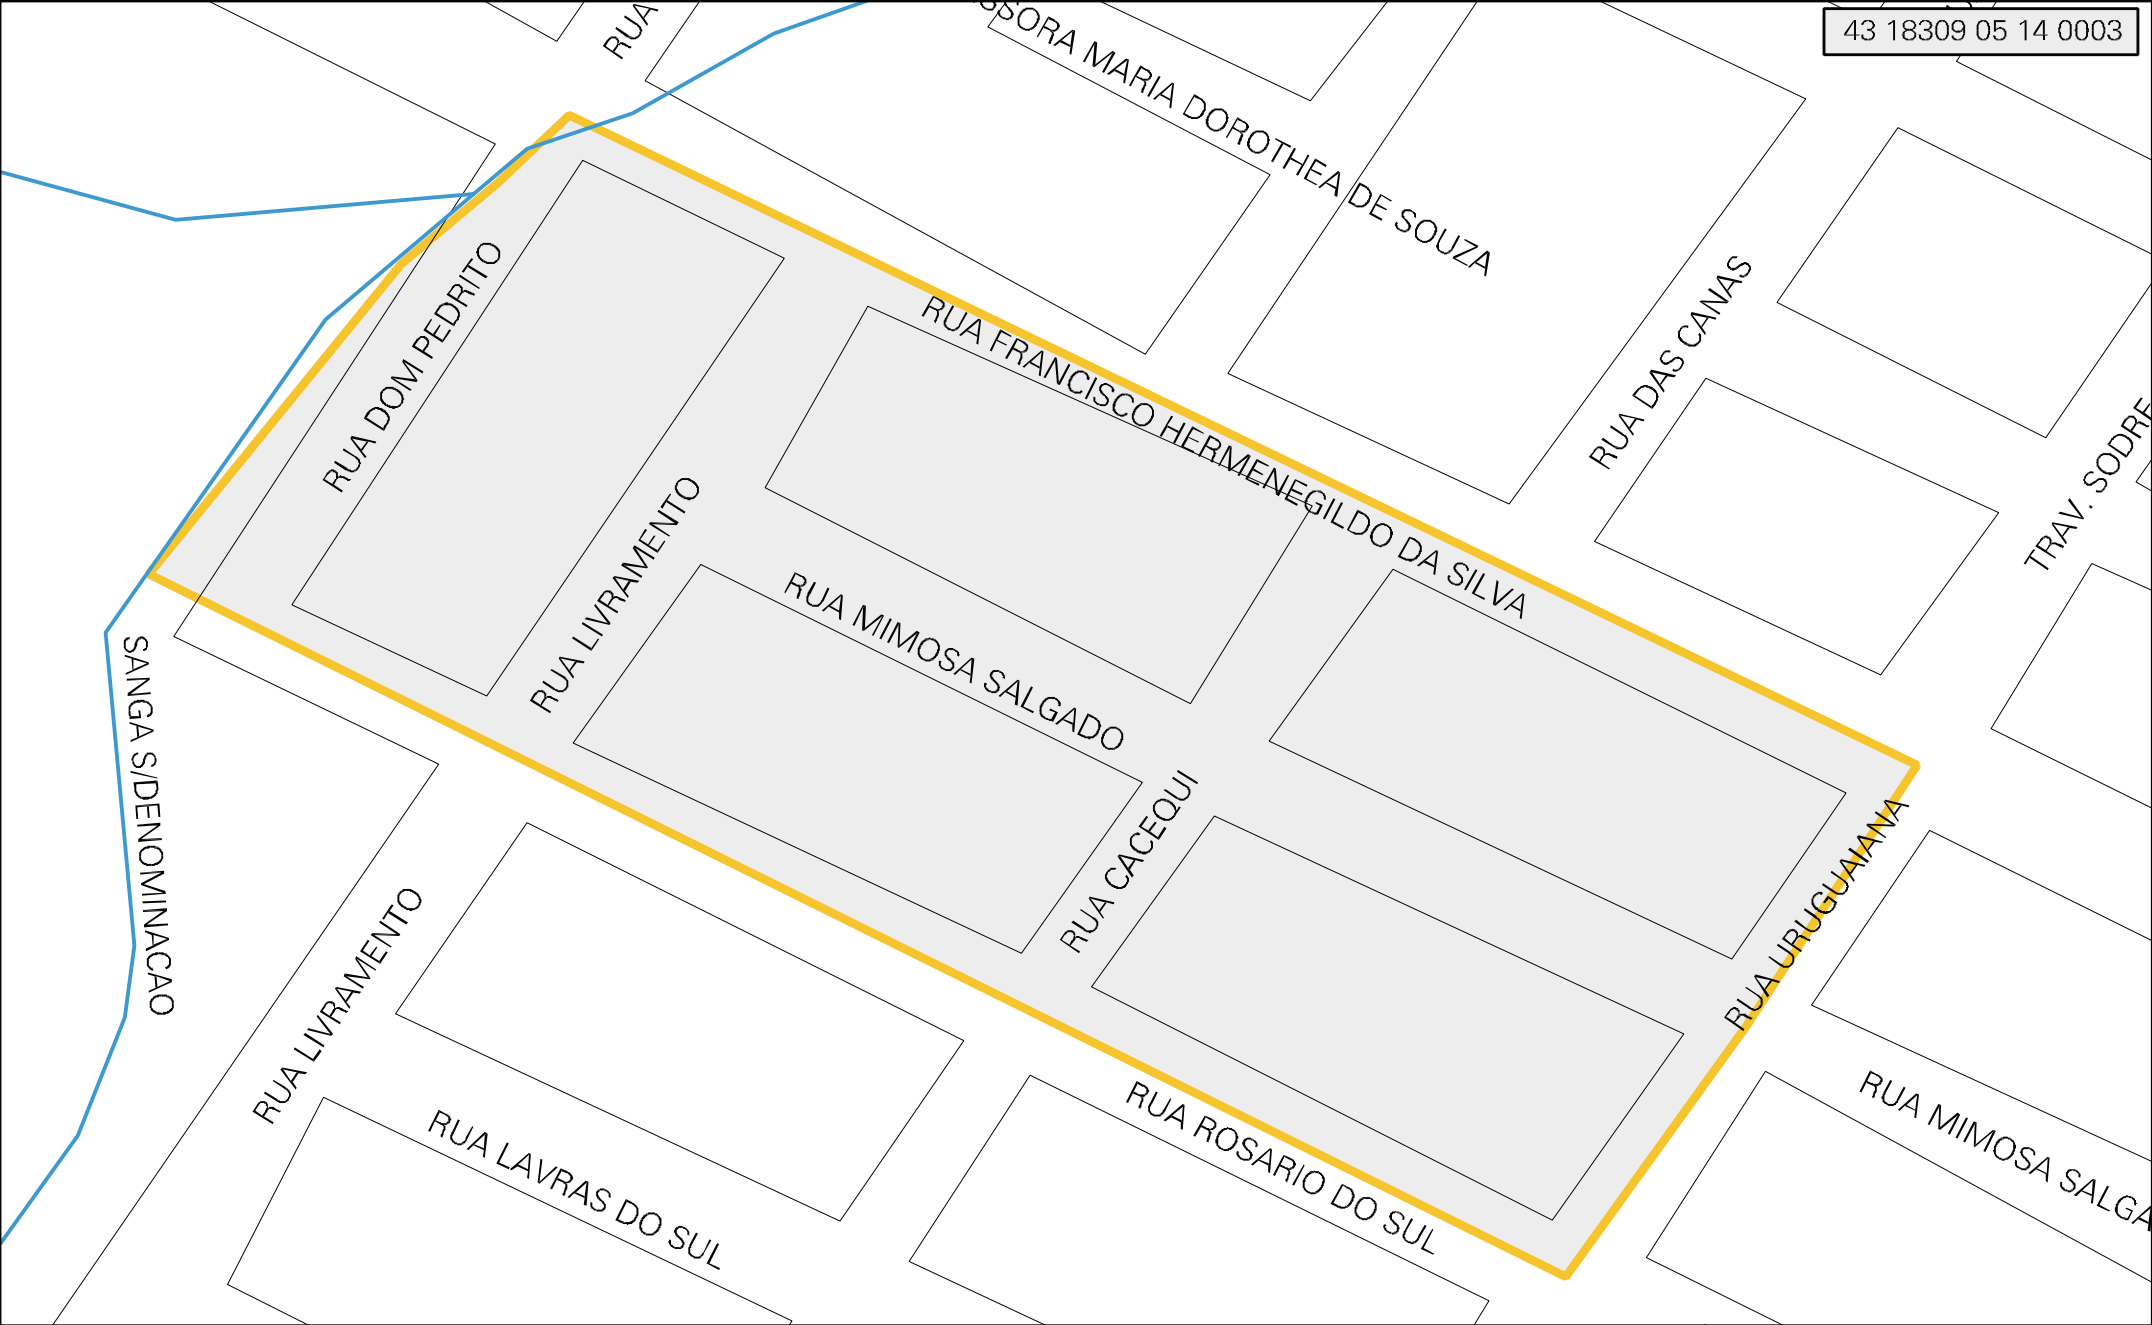 RUA
SSORA MARIA DOROTHEA DE SOUZA
43 18309 05 14 0003
RUA DOM PEDRITO
RUA FRANCISCO HERMENEGILDO DA SILVA
RUA DAS CANAS
TRAV. SODRE
RUA LIVRAMENTO
RUA MIMOSA SALGADO
SANGA S/DENOMINACAO
RUA CACEQUI
RUA URUGUAIANA
RUA LIVRAMENTO
RUA LAVRAS DO SUL
RUA ROSARIO DO SUL
RUA MIMOSA SALGA